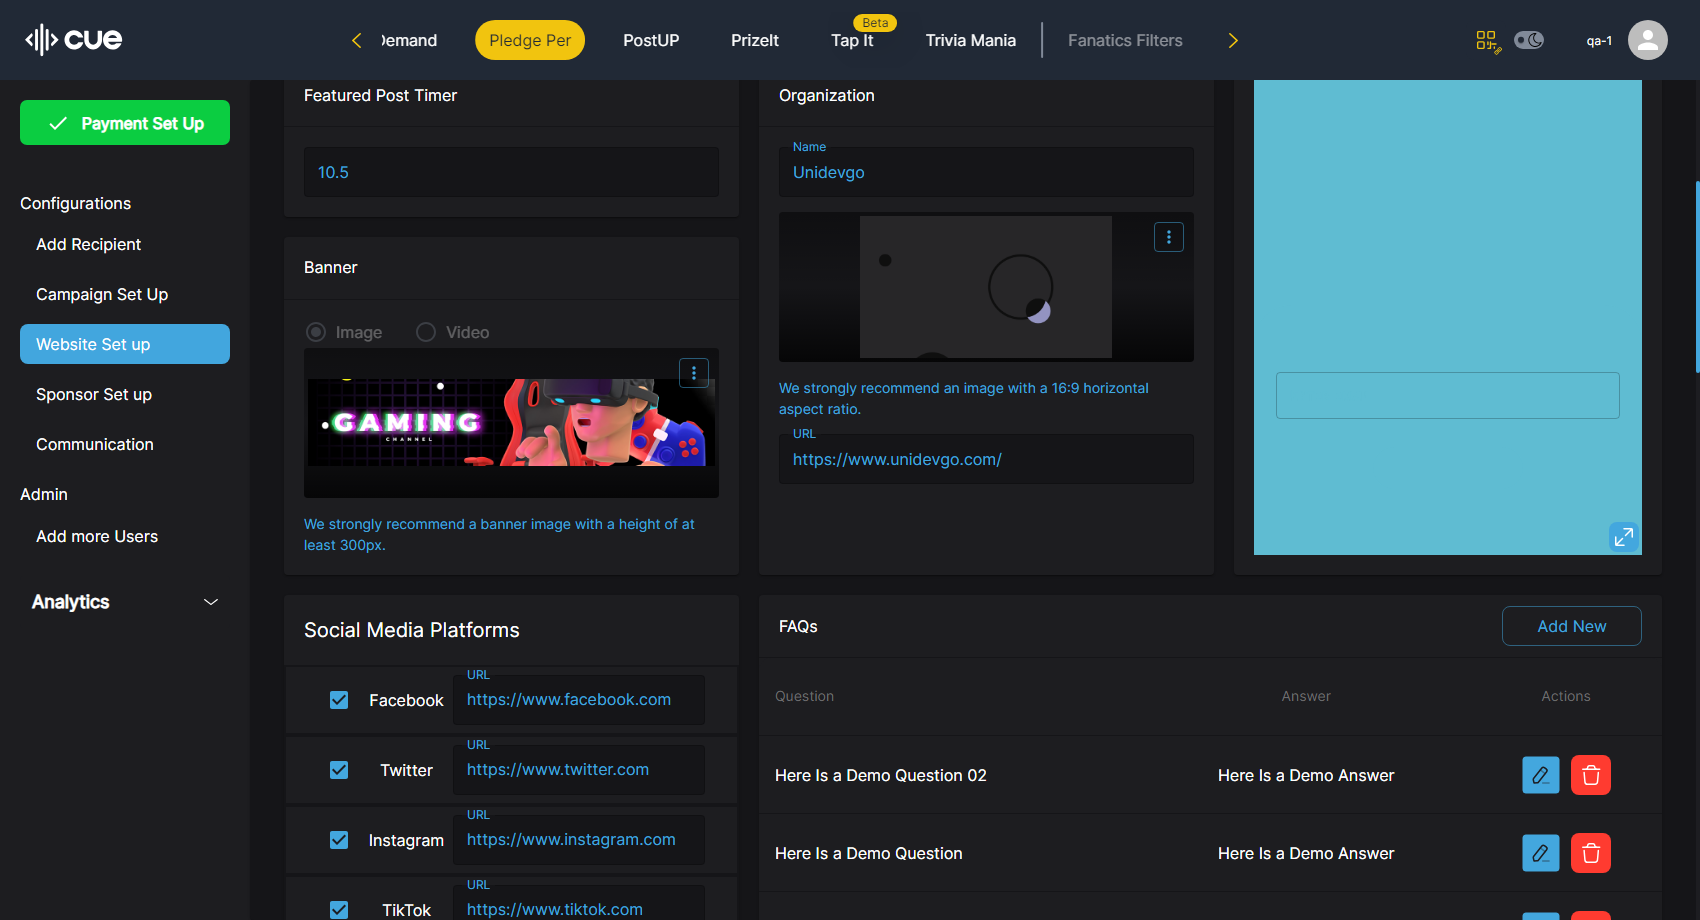 cue
Demand
Pledge Per
PostUP
PrizeIt
Beta
Tap It
Trivia Mania
Fanatics Filters
qa-1
Payment Set Up
Configurations
Add Recipient
Campaign Set Up
Website Set up
Sponsor Set up
Communication
Admin
Add more Users
Analytics
Featured Post Timer
10.5
Banner
Image
Video
GAMING
CHANNEL
We strongly recommend a banner image with a height of at
least 300px.
Organization
Name
Unidevgo
We strongly recommend an image with a 16:9 horizontal
aspect ratio.
URL
https://www.unidevgo.com/
Social Media Platforms
Facebook
URL
https://www.facebook.com
Twitter
URL
https://www.twitter.com
Instagram
URL
https://www.instagram.com
TikTok
URL
https://www.tiktok.com
FAQs
Add New
Question
Answer
Actions
Here Is a Demo Question 02
Here Is a Demo Answer
Here Is a Demo Question
Here Is a Demo Answer